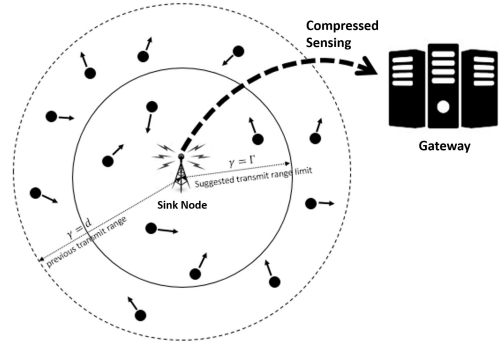 Compressed
Sensing
Gateway
γ = Γ
Suggested transmit range limit
Sink Node
γ = d
previous transmit range